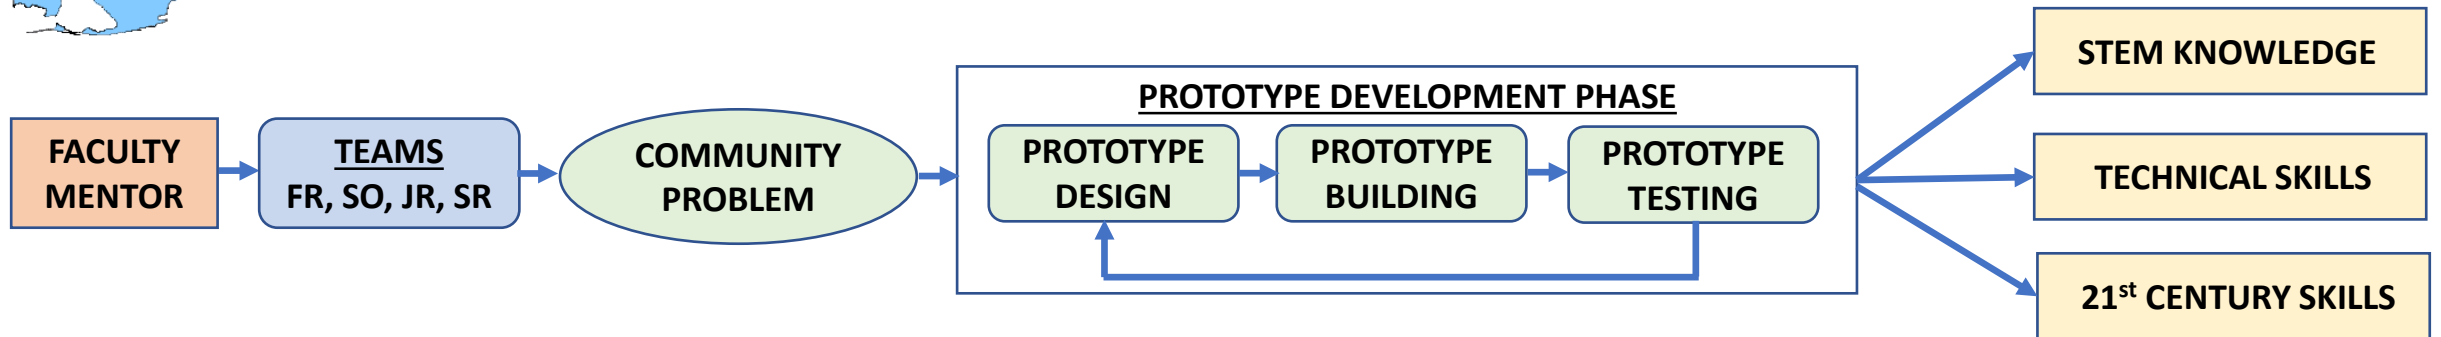 FACULTY
MENTOR
TEAMS
FR, SO, JR, SR
COMMUNITY
PROBLEM
PROTOTYPE DEVELOPMENT PHASE
PROTOTYPE
DESIGN
PROTOTYPE
BUILDING
PROTOTYPE
TESTING
STEM KNOWLEDGE
TECHNICAL SKILLS
21st CENTURY SKILLS